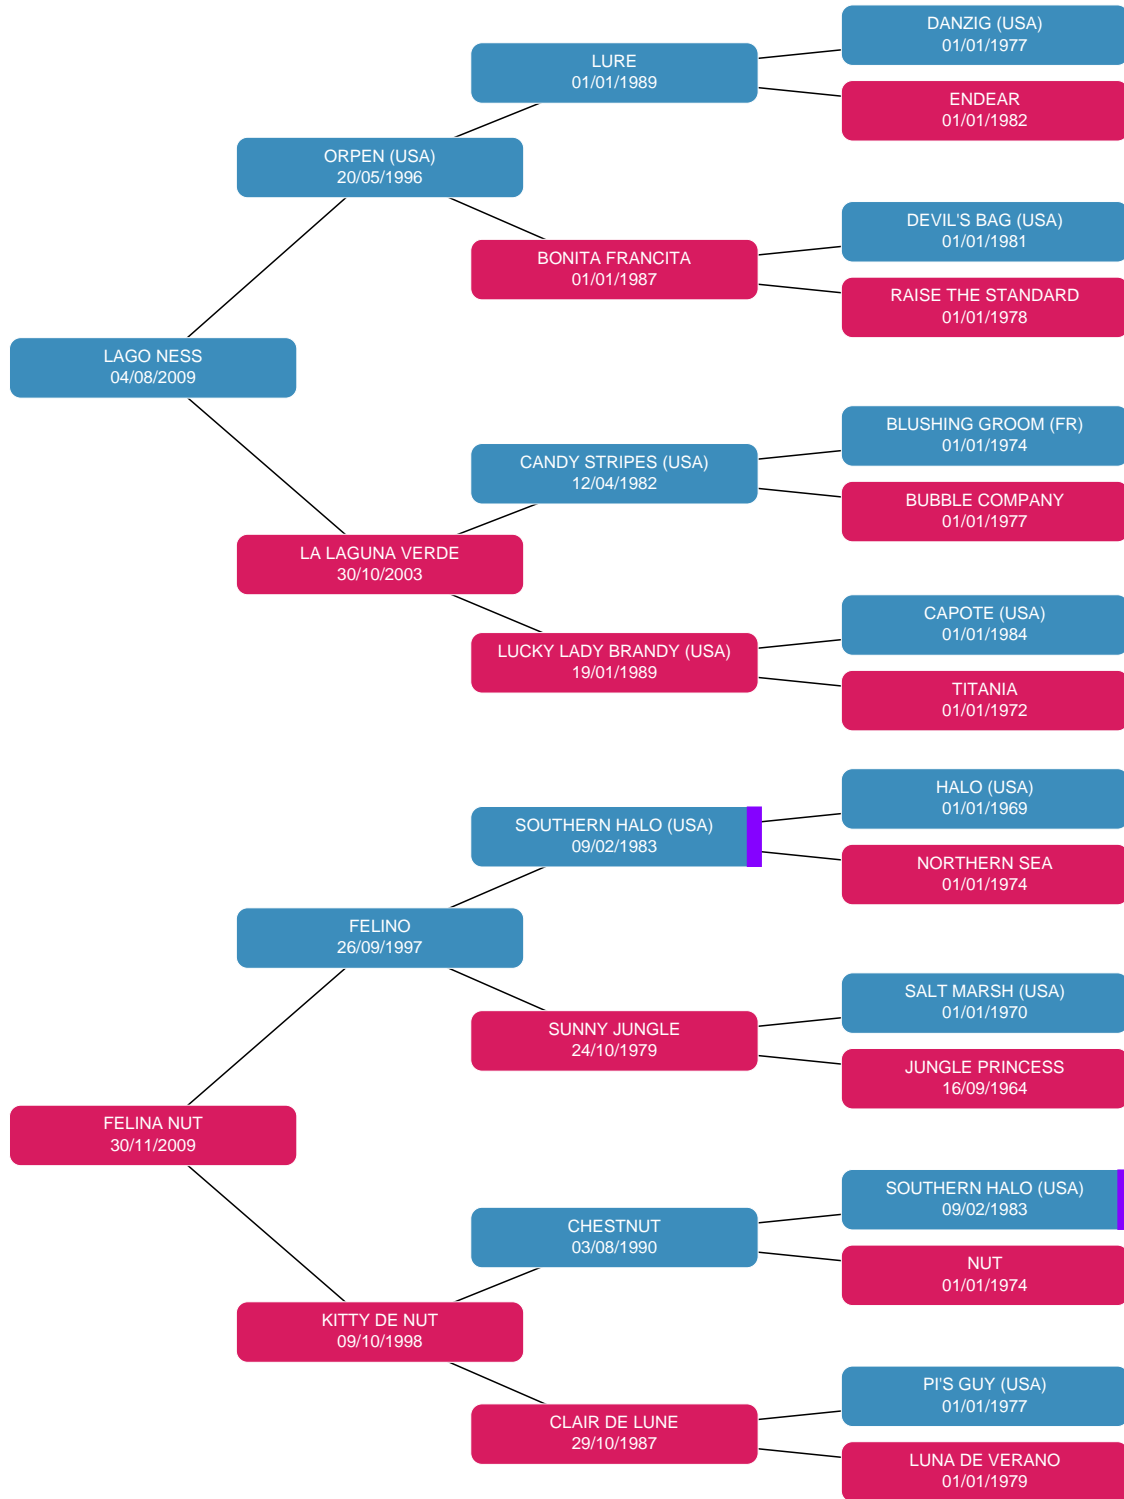 DANZIG (USA)
01/01/1977
LURE
01/01/1989
ENDEAR
01/01/1982
ORPEN (USA)
20/05/1996
DEVIL'S BAG (USA)
01/01/1981
BONITA FRANCITA
01/01/1987
RAISE THE STANDARD
01/01/1978
LAGO NESS
04/08/2009
BLUSHING GROOM (FR)
01/01/1974
CANDY STRIPES (USA)
12/04/1982
BUBBLE COMPANY
01/01/1977
LA LAGUNA VERDE
30/10/2003
CAPOTE (USA)
01/01/1984
LUCKY LADY BRANDY (USA)
19/01/1989
TITANIA
01/01/1972
HALO (USA)
01/01/1969
SOUTHERN HALO (USA)
09/02/1983
NORTHERN SEA
01/01/1974
FELINO
26/09/1997
SALT MARSH (USA)
01/01/1970
SUNNY JUNGLE
24/10/1979
JUNGLE PRINCESS
16/09/1964
FELINA NUT
30/11/2009
SOUTHERN HALO (USA)
09/02/1983
CHESTNUT
03/08/1990
NUT
01/01/1974
KITTY DE NUT
09/10/1998
PI'S GUY (USA)
01/01/1977
CLAIR DE LUNE
29/10/1987
LUNA DE VERANO
01/01/1979